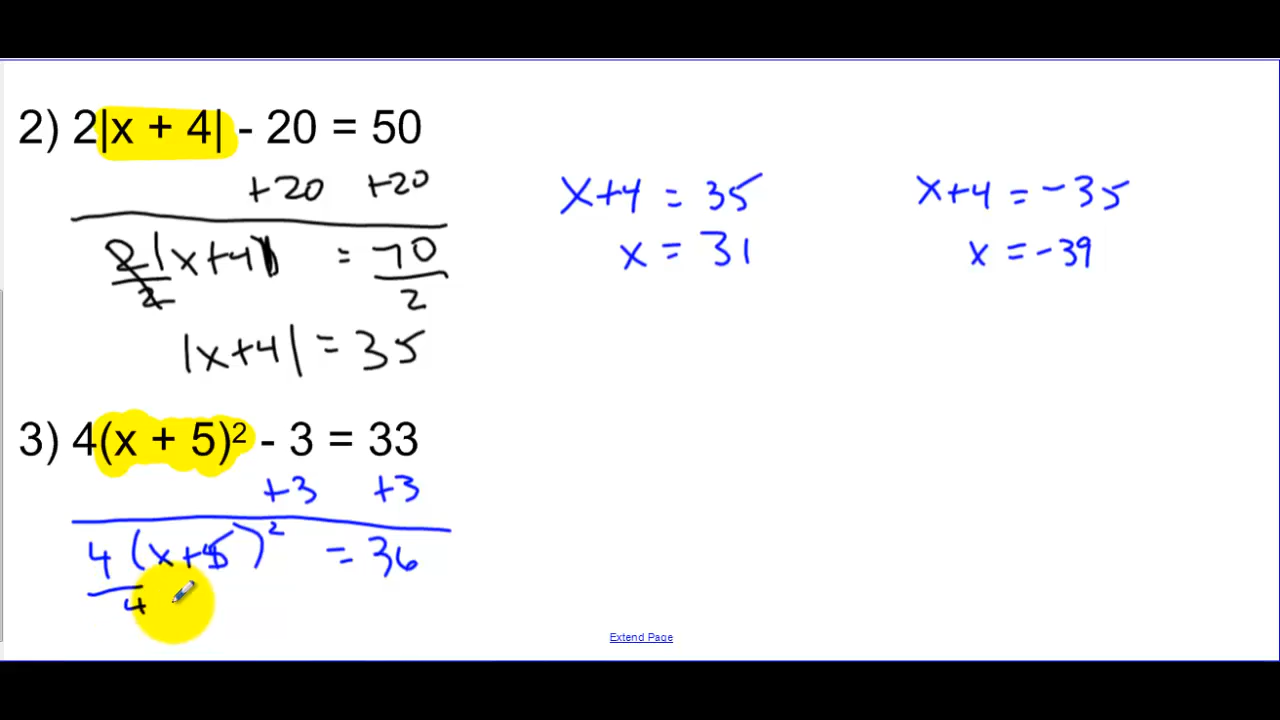 2) 2|x + 4| - 20 = 50
+20 +20
2|x+4| = 70
2 2
|x+4| = 35
x+4 = 35
x = 31
x+4 = -35
x = -39
3) 4(x + 5)² - 3 = 33
+3 +3
4(x+5)² = 36
4
Extend Page